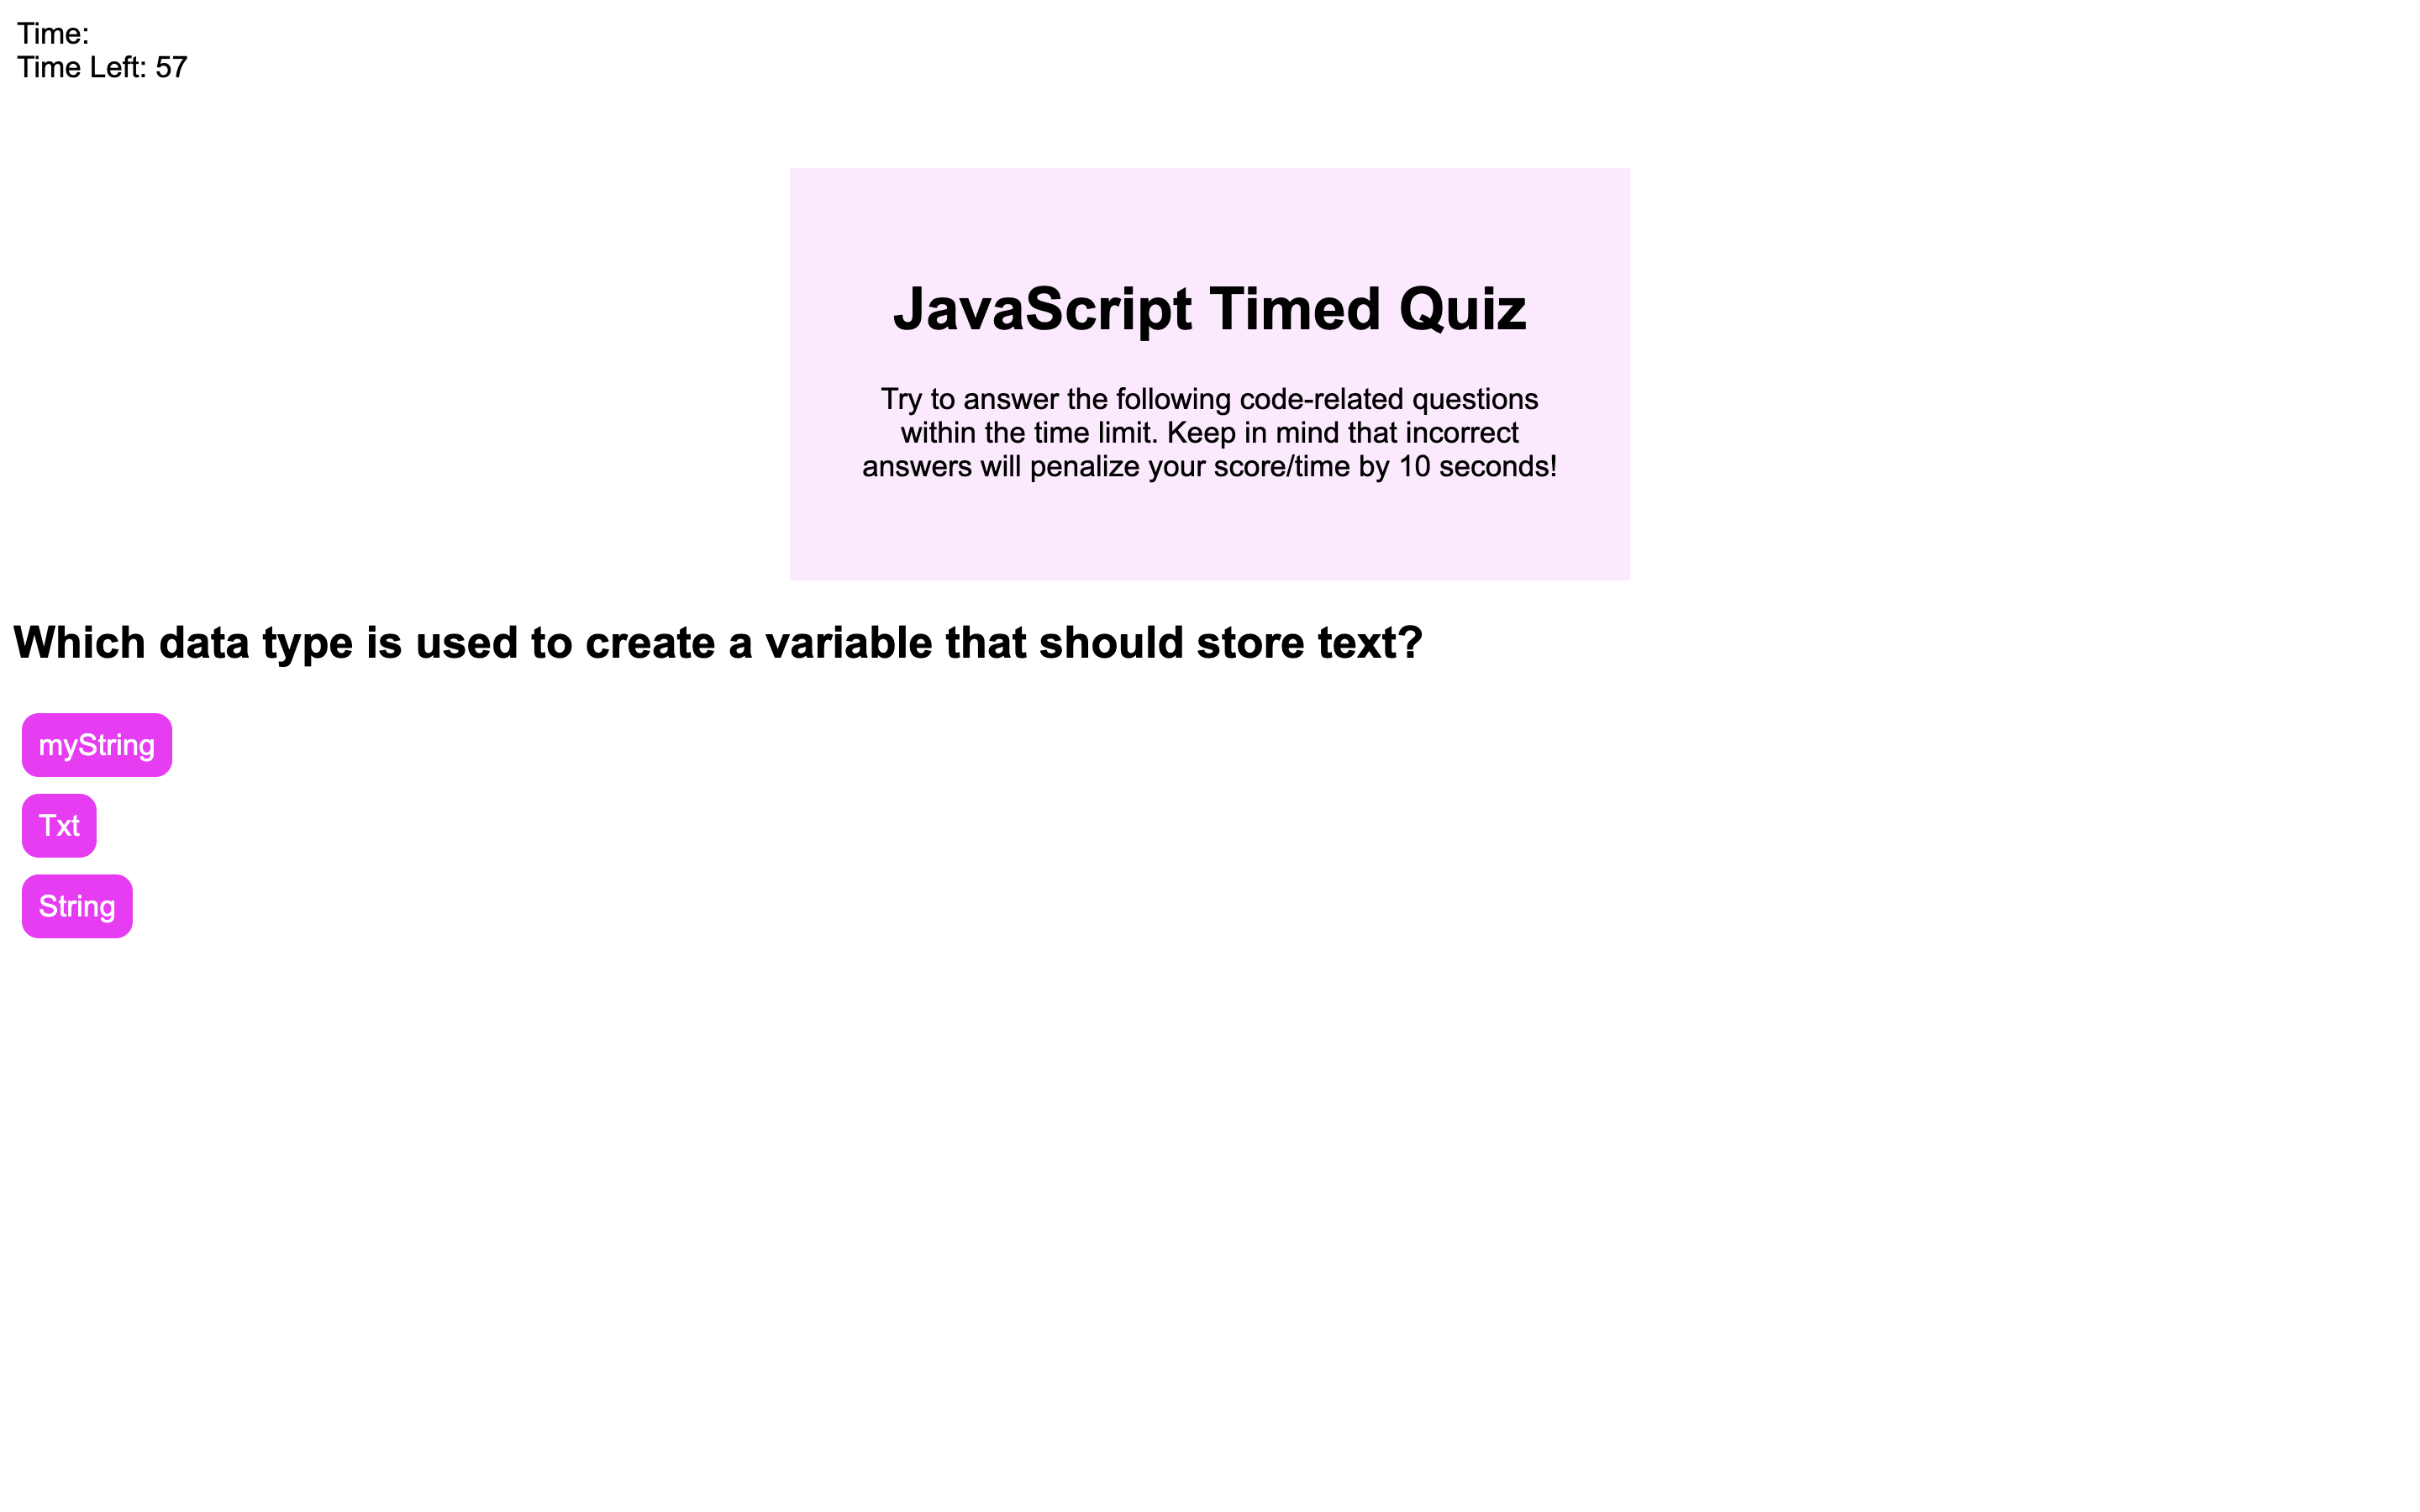 Time:
Time Left: 57
JavaScript Timed Quiz
Try to answer the following code-related questions
within the time limit. Keep in mind that incorrect
answers will penalize your score/time by 10 seconds!
Which data type is used to create a variable that should store text?
myString
Txt
String